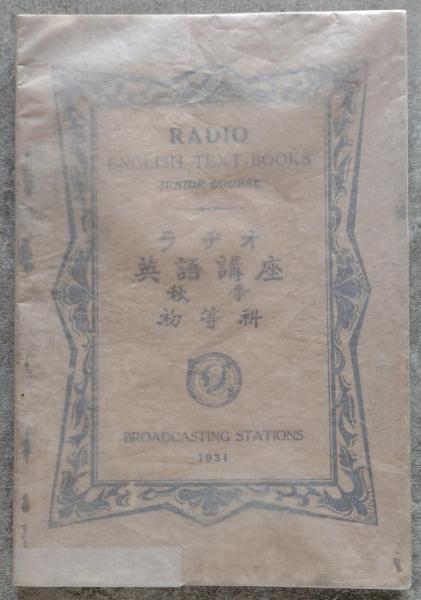 RADIO
ENGLISH TEXT-BOOKS
JUNIOR COURSE
ラヂオ
英語講座
秋季
初等科
BROADCASTING STATIONS
1931